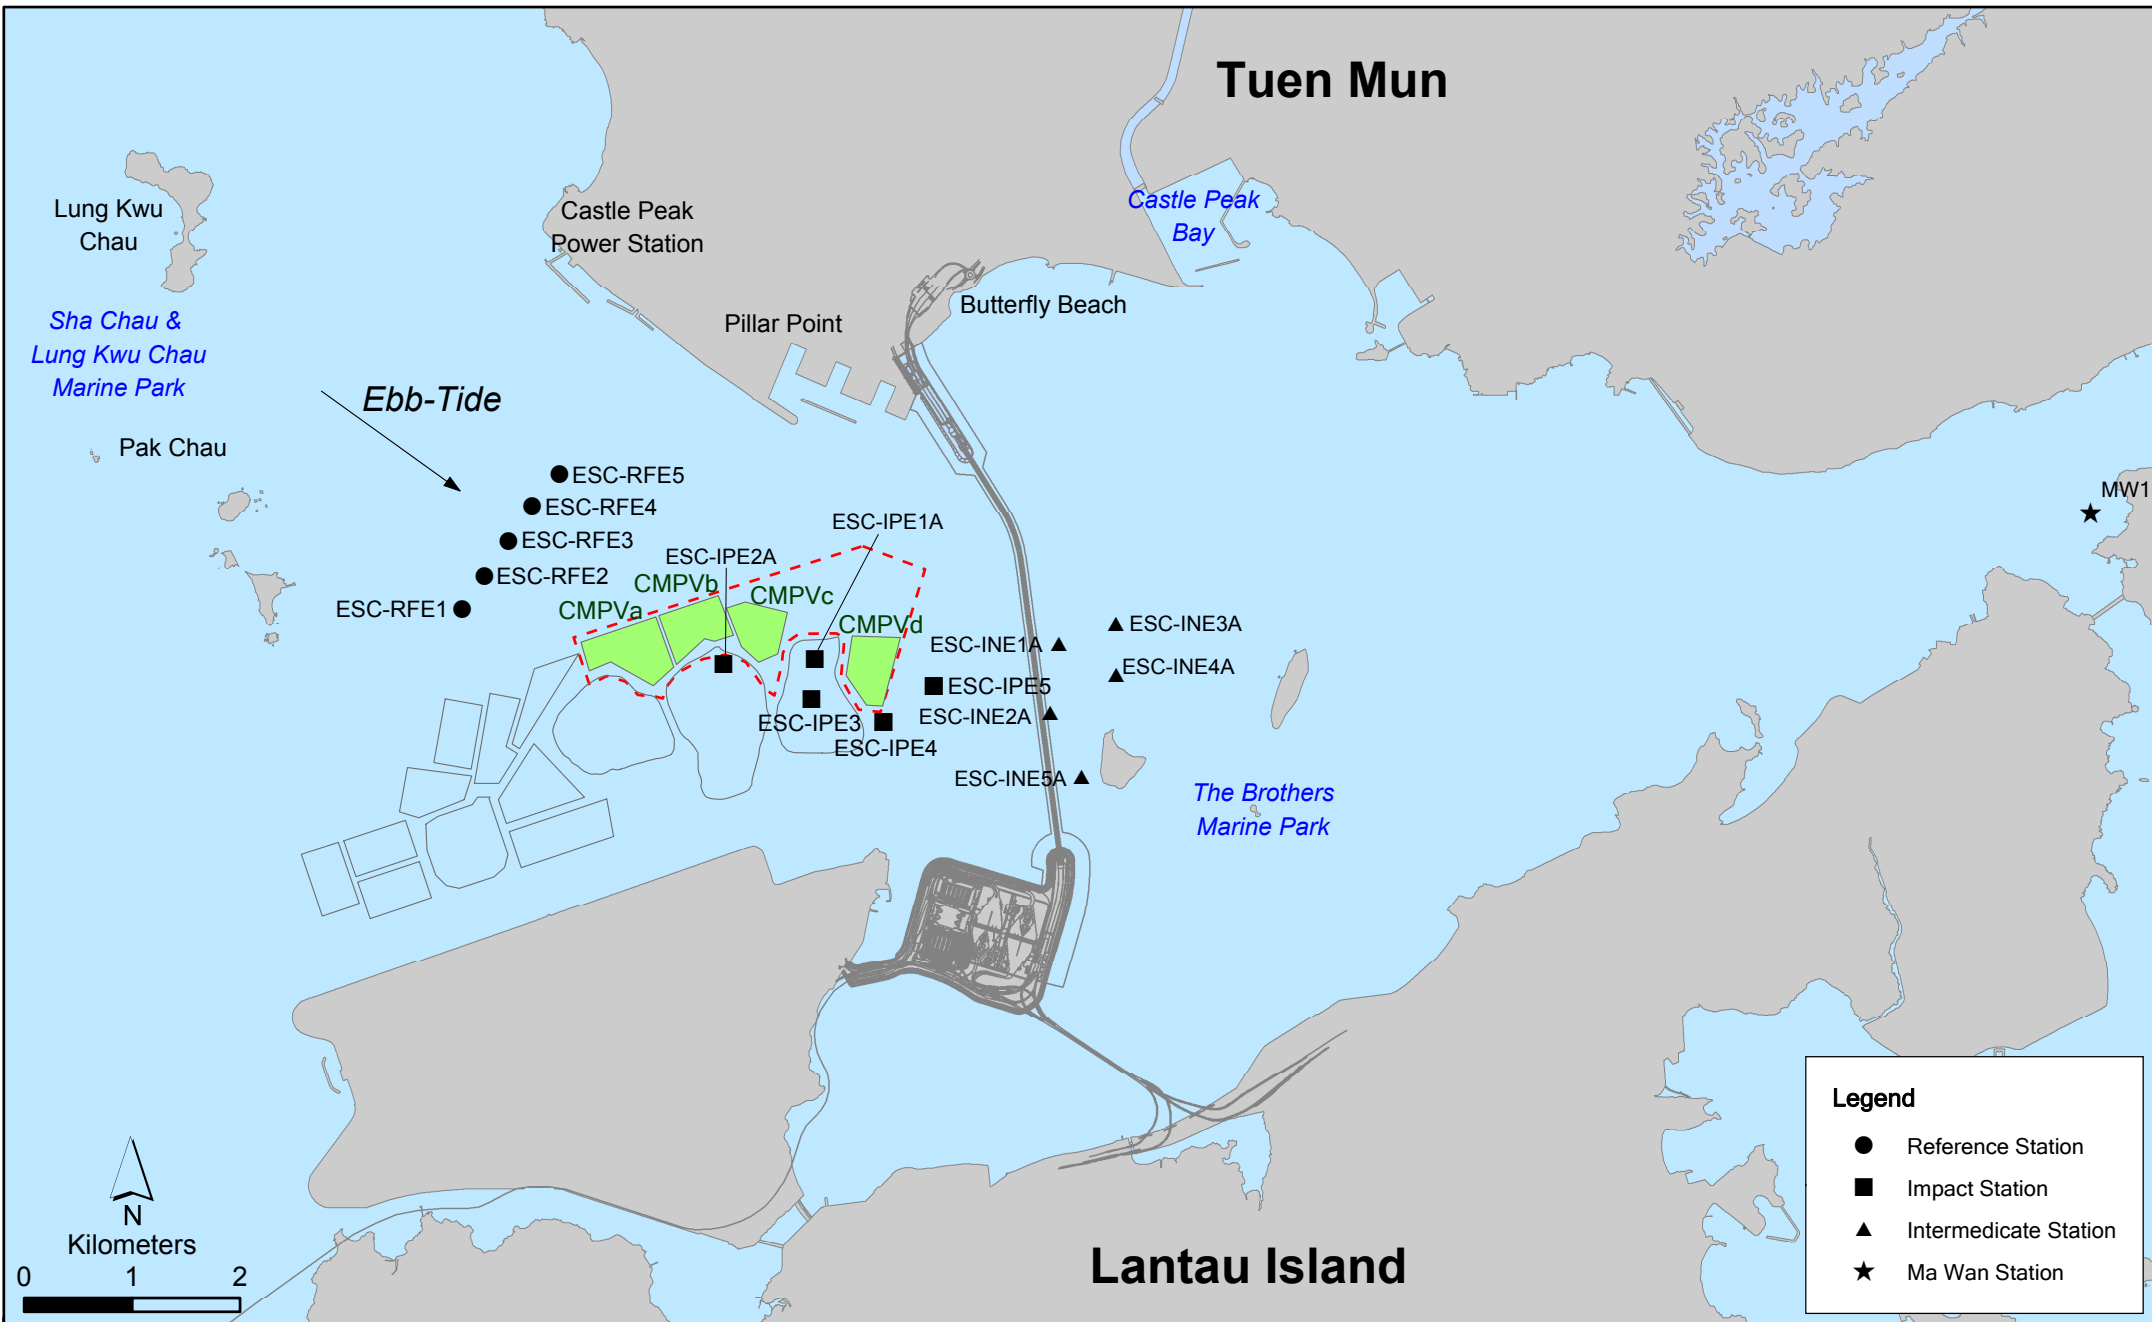 Tuen Mun
Lung Kwu
Chau
Castle Peak
Power Station
Castle Peak
Bay
Sha Chau &
Lung Kwu Chau
Marine Park
Pillar Point
Butterfly Beach
Ebb-Tide
Pak Chau
ESC-RFE5
ESC-RFE4
ESC-RFE3
ESC-RFE2
ESC-RFE1
MW1
ESC-IPE1A
ESC-IPE2A
CMPVb
CMPVa
CMPVc
CMPVd
ESC-INE3A
ESC-INE1A
ESC-INE4A
ESC-IPE5
ESC-INE2A
ESC-IPE3
ESC-IPE4
ESC-INE5A
The Brothers
Marine Park
N
Kilometers
0 1 2
Lantau Island
Legend
Reference Station
Impact Station
Intermedicate Station
Ma Wan Station